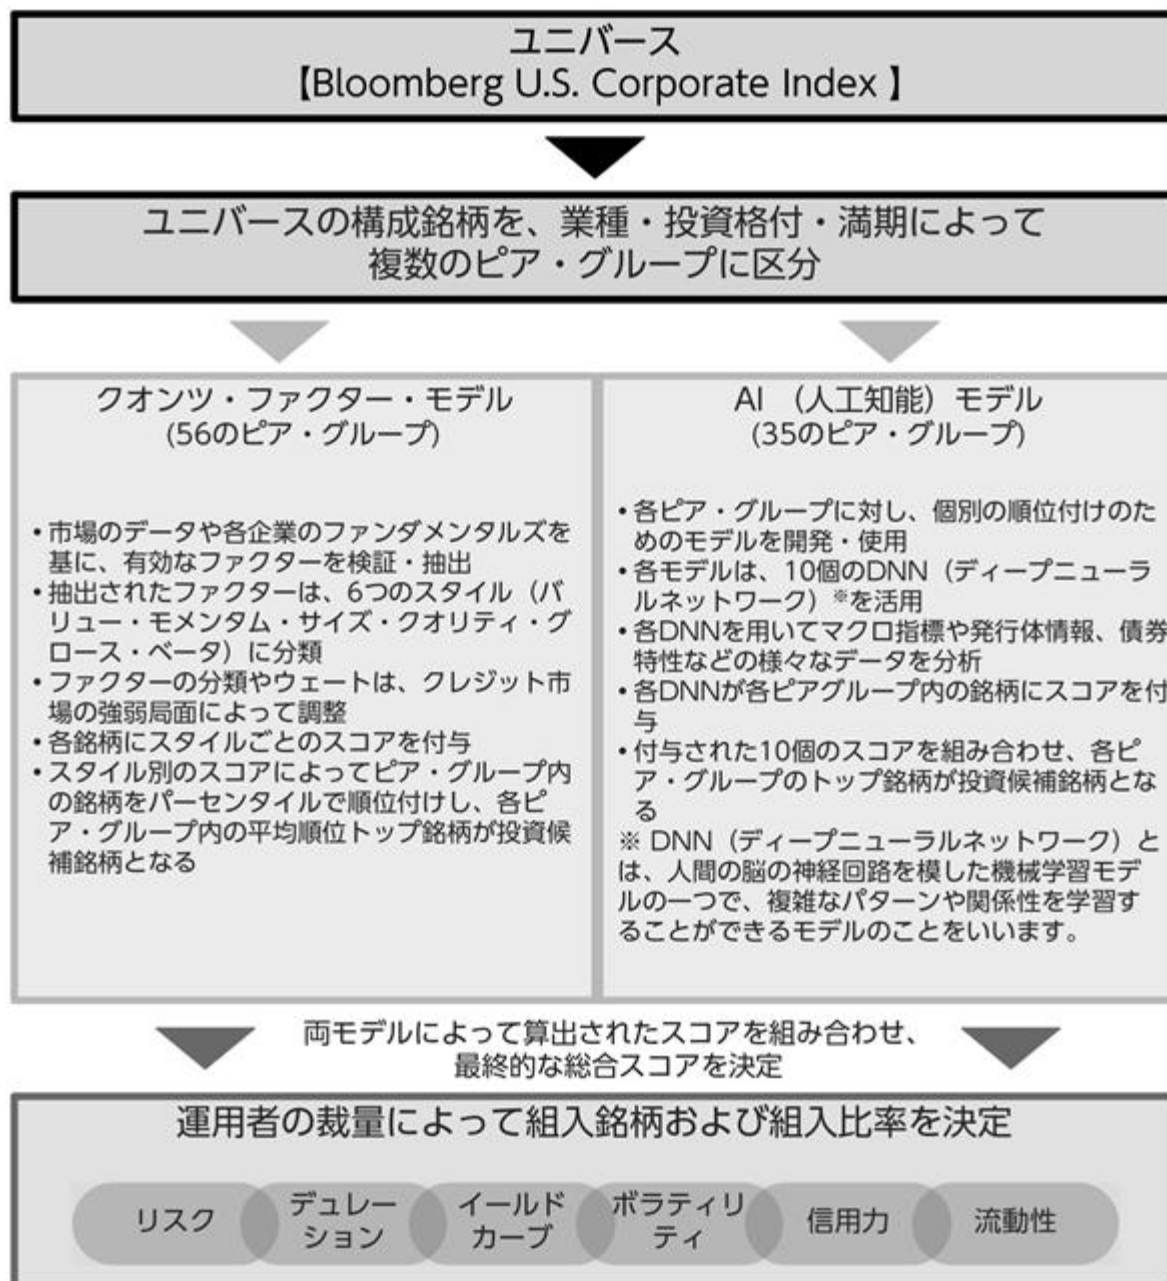 ユニバース
【Bloomberg U.S. Corporate Index 】
ユニバースの構成銘柄を、業種・投資格付・満期によって
複数のピア・グループに区分
クオンツ・ファクター・モデル
(56のピア・グループ)
・市場のデータや各企業のファンダメンタルズを
基に、有効なファクターを検証・抽出
・抽出されたファクターは、6つのスタイル（バ
リュー・モメンタム・サイズ・クオリティ・グ
ロース・ベータ）に分類
・ファクターの分類やウェートは、クレジット市
場の強弱局面によって調整
・各銘柄にスタイルごとのスコアを付与
・スタイル別のスコアによってピア・グループ内
の銘柄をパーセンタイルで順位付けし、各ピ
ア・グループ内の平均順位トップ銘柄が投資候
補銘柄となる
AI （人工知能）モデル
(35のピア・グループ)
・各ピア・グループに対し、個別の順位付けのた
めのモデルを開発・使用
・各モデルは、10個のDNN（ディープニューラ
ルネットワーク）※を活用
・各DNNを用いてマクロ指標や発行体情報、債券
特性などの様々なデータを分析
・各DNNが各ピアグループ内の銘柄にスコアを付
与
・付与された10個のスコアを組み合わせ、各ピ
ア・グループのトップ銘柄が投資候補銘柄とな
る
※ DNN（ディープニューラルネットワーク）と
は、人間の脳の神経回路を模した機械学習モデ
ルの一つで、複雑なパターンや関係性を学習す
ることができるモデルのことをいいます。
両モデルによって算出されたスコアを組み合わせ、
最終的な総合スコアを決定
運用者の裁量によって組入銘柄および組入比率を決定
リスク
デュレー
ション
イールド
カーブ
ボラティリ
ティ
信用力
流動性